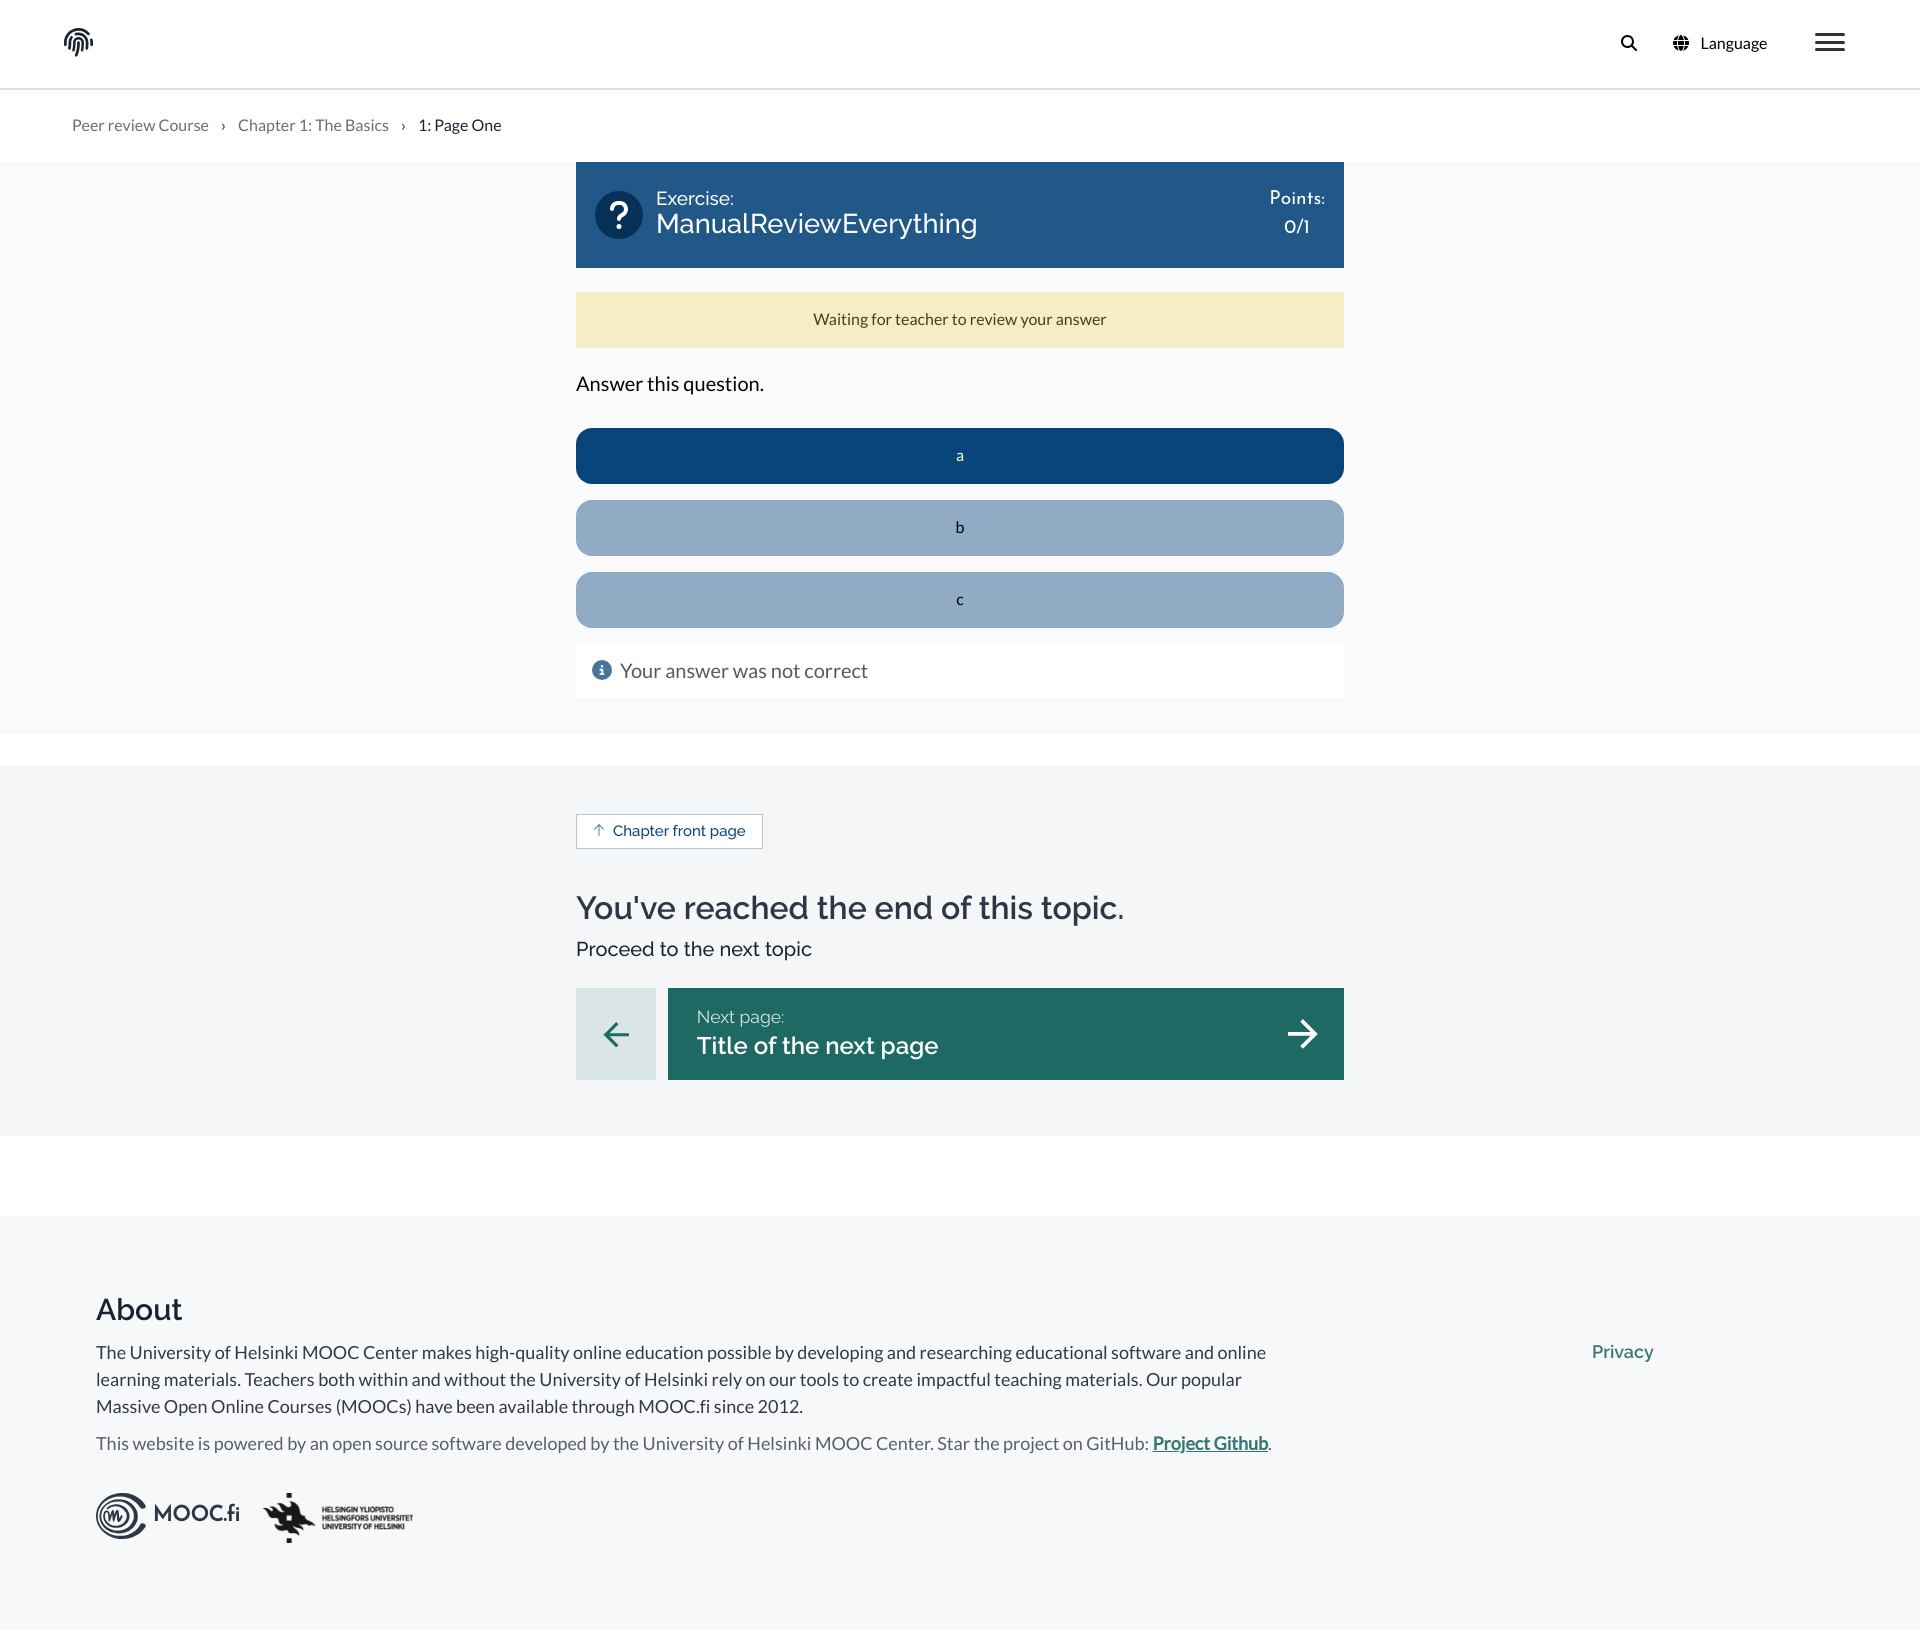 Language
Peer review Course › Chapter 1: The Basics › 1: Page One
Exercise:
ManualReviewEverything
Points:
0/1
Waiting for teacher to review your answer
Answer this question.
a
b
c
Your answer was not correct
Chapter front page
You've reached the end of this topic.
Proceed to the next topic
Next page:
Title of the next page
About
The University of Helsinki MOOC Center makes high-quality online education possible by developing and researching educational software and online
learning materials. Teachers both within and without the University of Helsinki rely on our tools to create impactful teaching materials. Our popular
Massive Open Online Courses (MOOCs) have been available through MOOC.fi since 2012.
This website is powered by an open source software developed by the University of Helsinki MOOC Center. Star the project on GitHub: Project Github.
Privacy
MOOC.fi
HELSINGIN YLIOPISTO
HELSINGFORS UNIVERSITET
UNIVERSITY OF HELSINKI